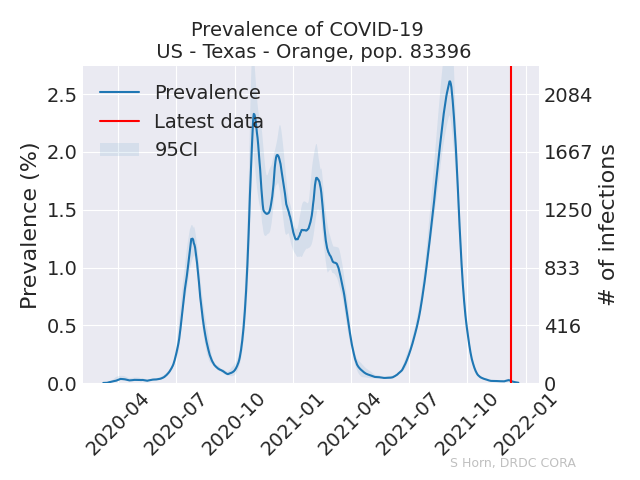 Prevalence of COVID-19
US - Texas - Orange, pop. 83396
Prevalence
Latest data
95CI
Prevalence (%)
2.5
2.0
1.5
1.0
0.5
0.0
2084
1667
1250
833
416
0
# of infections
2020-04
2020-07
2020-10
2021-01
2021-04
2021-07
2021-10
2022-01
S Horn, DRDC CORA